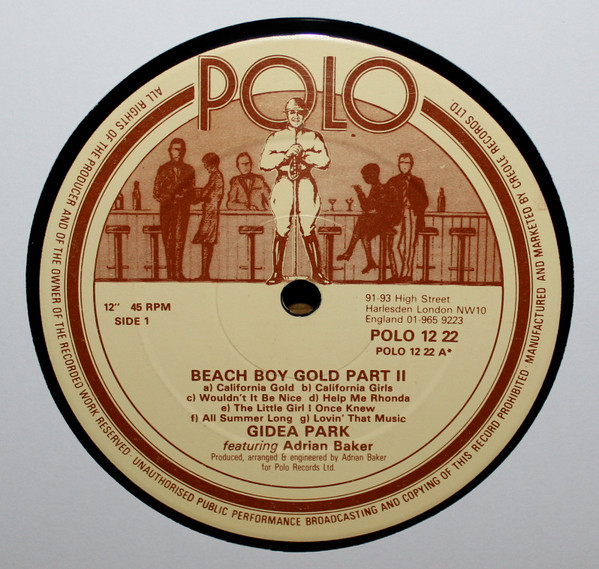 POLO
12" 45 RPM
SIDE 1
91-93 High Street
Harlesden London NW10
England 01-965 9223
POLO 12 22
POLO 12 22 A*
BEACH BOY GOLD PART II
a) California Gold b) California Girls
c) Wouldn't It Be Nice d) Help Me Rhonda
e) The Little Girl I Once Knew
f) All Summer Long g) Lovin' That Music
GIDEA PARK
featuring Adrian Baker
Produced, arranged & engineered by Adrian Baker
for Polo Records Ltd.
ALL RIGHTS OF THE PRODUCER AND OF THE OWNER OF THE RECORDED WORK RESERVED · UNAUTHORISED PUBLIC PERFORMANCE BROADCASTING AND COPYING OF THIS RECORD PROHIBITED · MANUFACTURED AND MARKETED BY CREOLE RECORDS LTD.